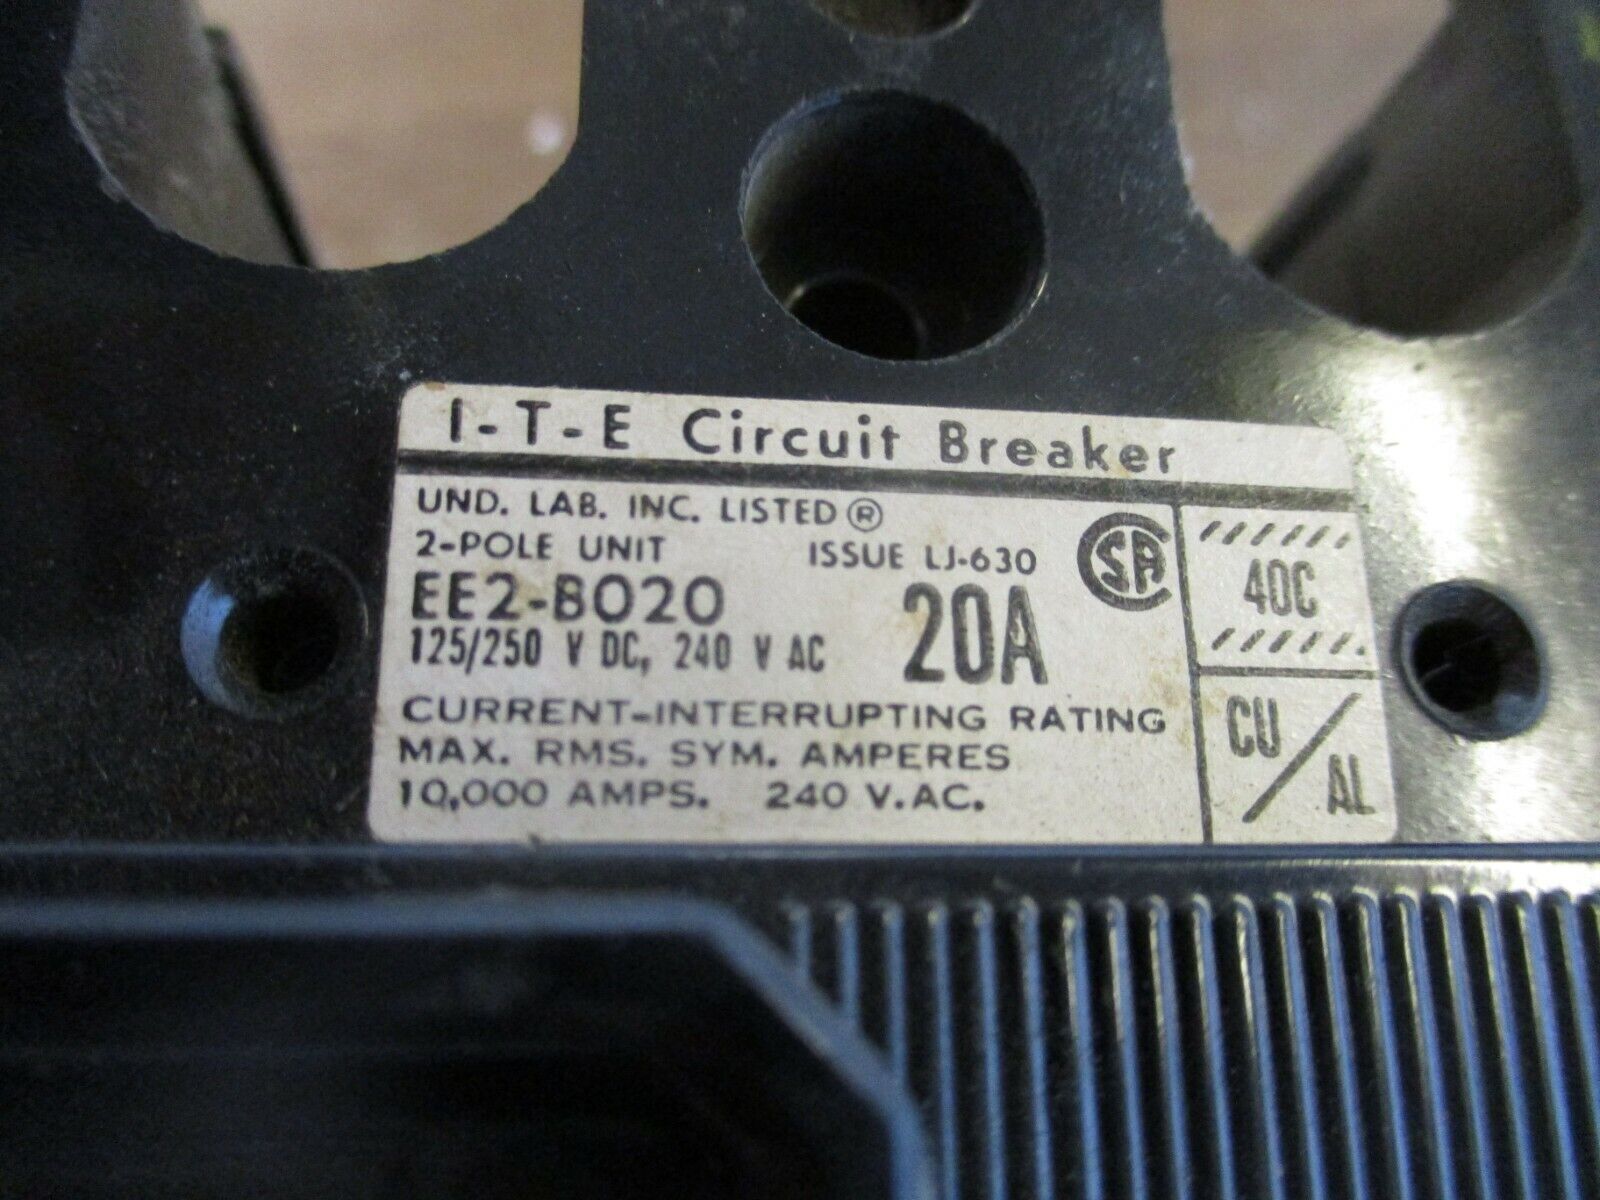 I-T-E Circuit Breaker
UND. LAB. INC. LISTED ®
2-POLE UNIT ISSUE LJ-630
EE2-B020
125/250 V DC, 240 V AC 20A
CURRENT-INTERRUPTING RATING
MAX. RMS. SYM. AMPERES
10,000 AMPS. 240 V.AC.
CSA
40C
CU/AL